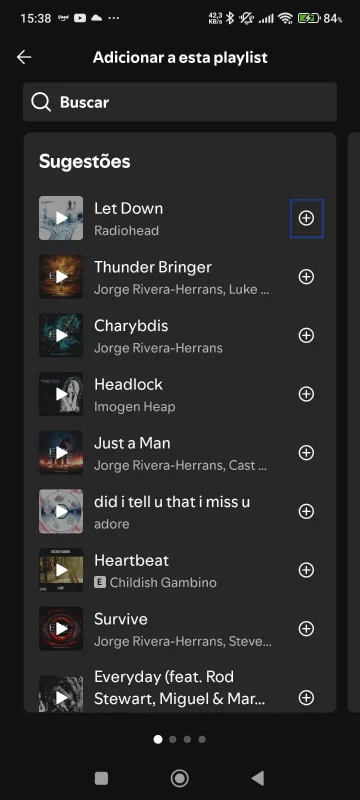 15:38
42,3
KB/s
84%
Adicionar a esta playlist
Buscar
Sugestões
Let Down
Radiohead
Thunder Bringer
Jorge Rivera-Herrans, Luke ...
Charybdis
Jorge Rivera-Herrans
Headlock
Imogen Heap
Just a Man
Jorge Rivera-Herrans, Cast ...
did i tell u that i miss u
adore
Heartbeat
E Childish Gambino
Survive
Jorge Rivera-Herrans, Steve...
Everyday (feat. Rod
Stewart, Miguel & Mar...